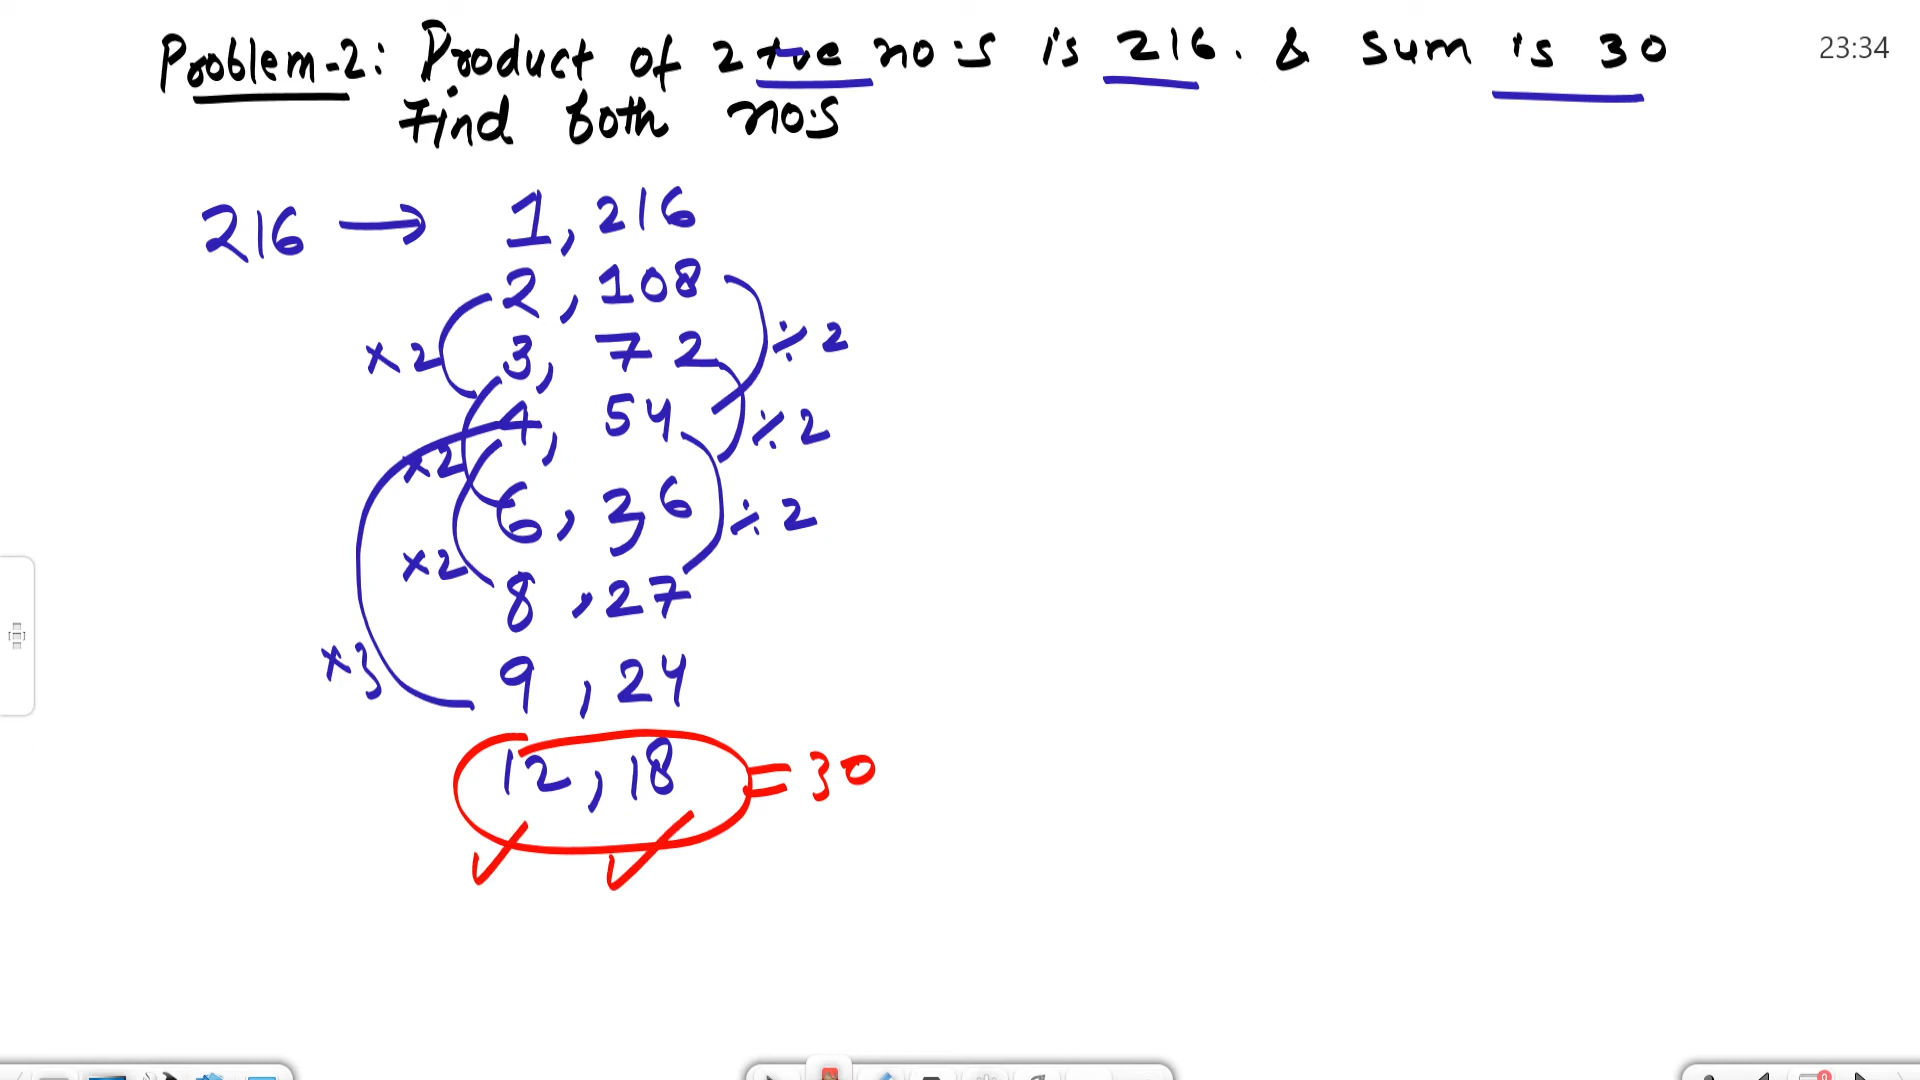 Problem-2: Product of 2 +ve no:s is 216. & sum is 30
23:34
Find both no:s
216 → 1, 216
2, 108
×2 3, 72 ÷2
4, 54 ÷2
×2
6, 36 ÷2
×2 8, 27
×3 9, 24
12, 18 = 30